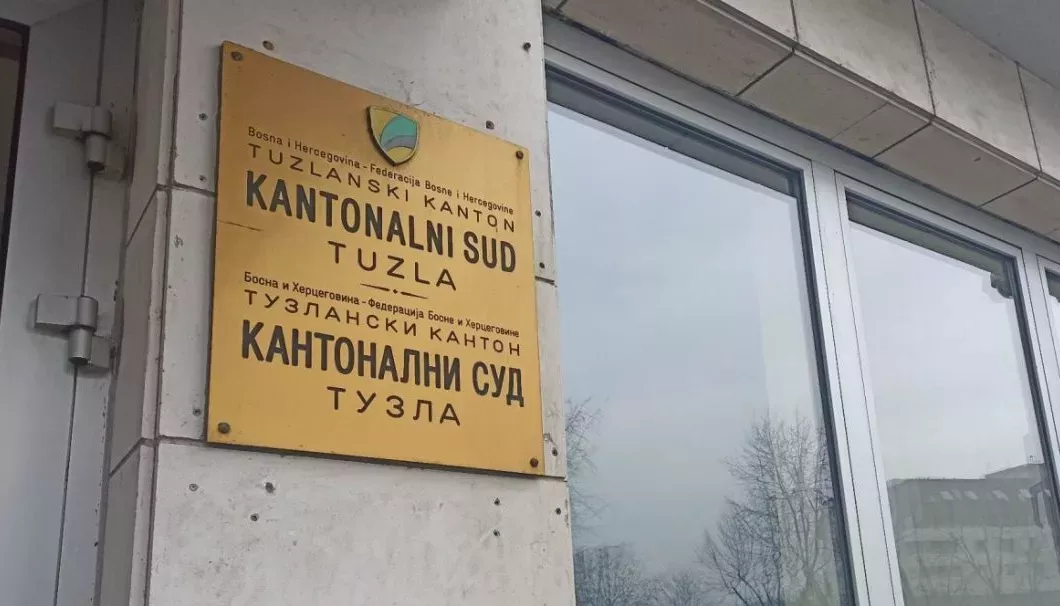 Bosna i Hercegovina - Federacija Bosne i Hercegovine
TUZLANSKI KANTON
KANTONALNI SUD
TUZLA
Босна и Херцеговина - Федерација Босне и Херцеговине
ТУЗЛАНСКИ КАНТОН
КАНТОНАЛНИ СУД
ТУЗЛА